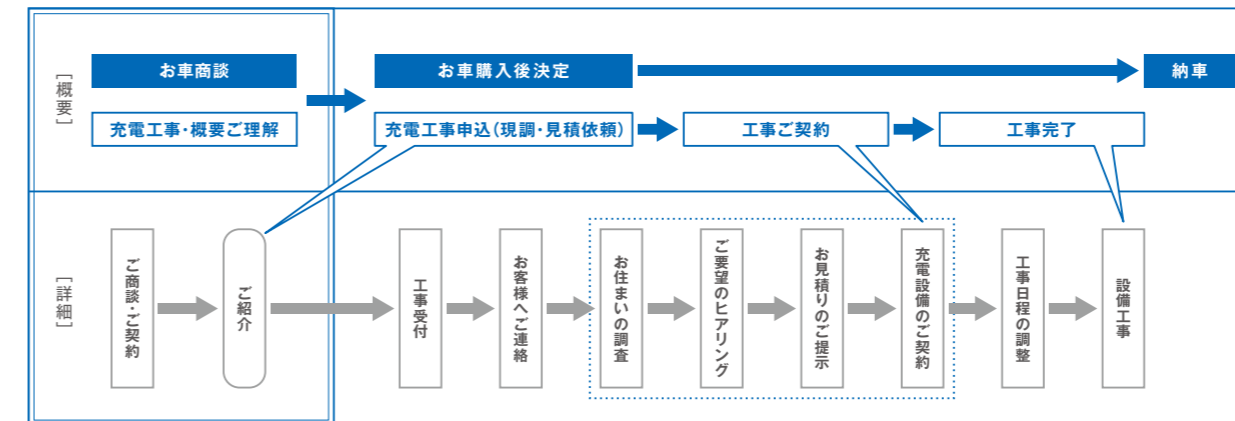 ［概要］
お車商談
お車購入後決定
納車
充電工事・概要ご理解
充電工事申込（現調・見積依頼）
工事ご契約
工事完了
［詳細］
ご商談・ご契約
ご紹介
工事受付
お客様へご連絡
お住まいの調査
ご要望のヒアリング
お見積りのご提示
充電設備のご契約
工事日程の調整
設備工事